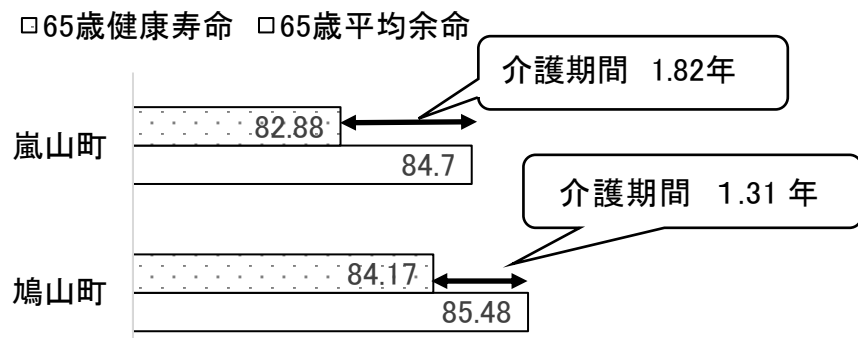 □65歳健康寿命 □65歳平均余命
介護期間 1.82年
嵐山町
82.88
84.7
介護期間 1.31 年
鳩山町
84.17
85.48